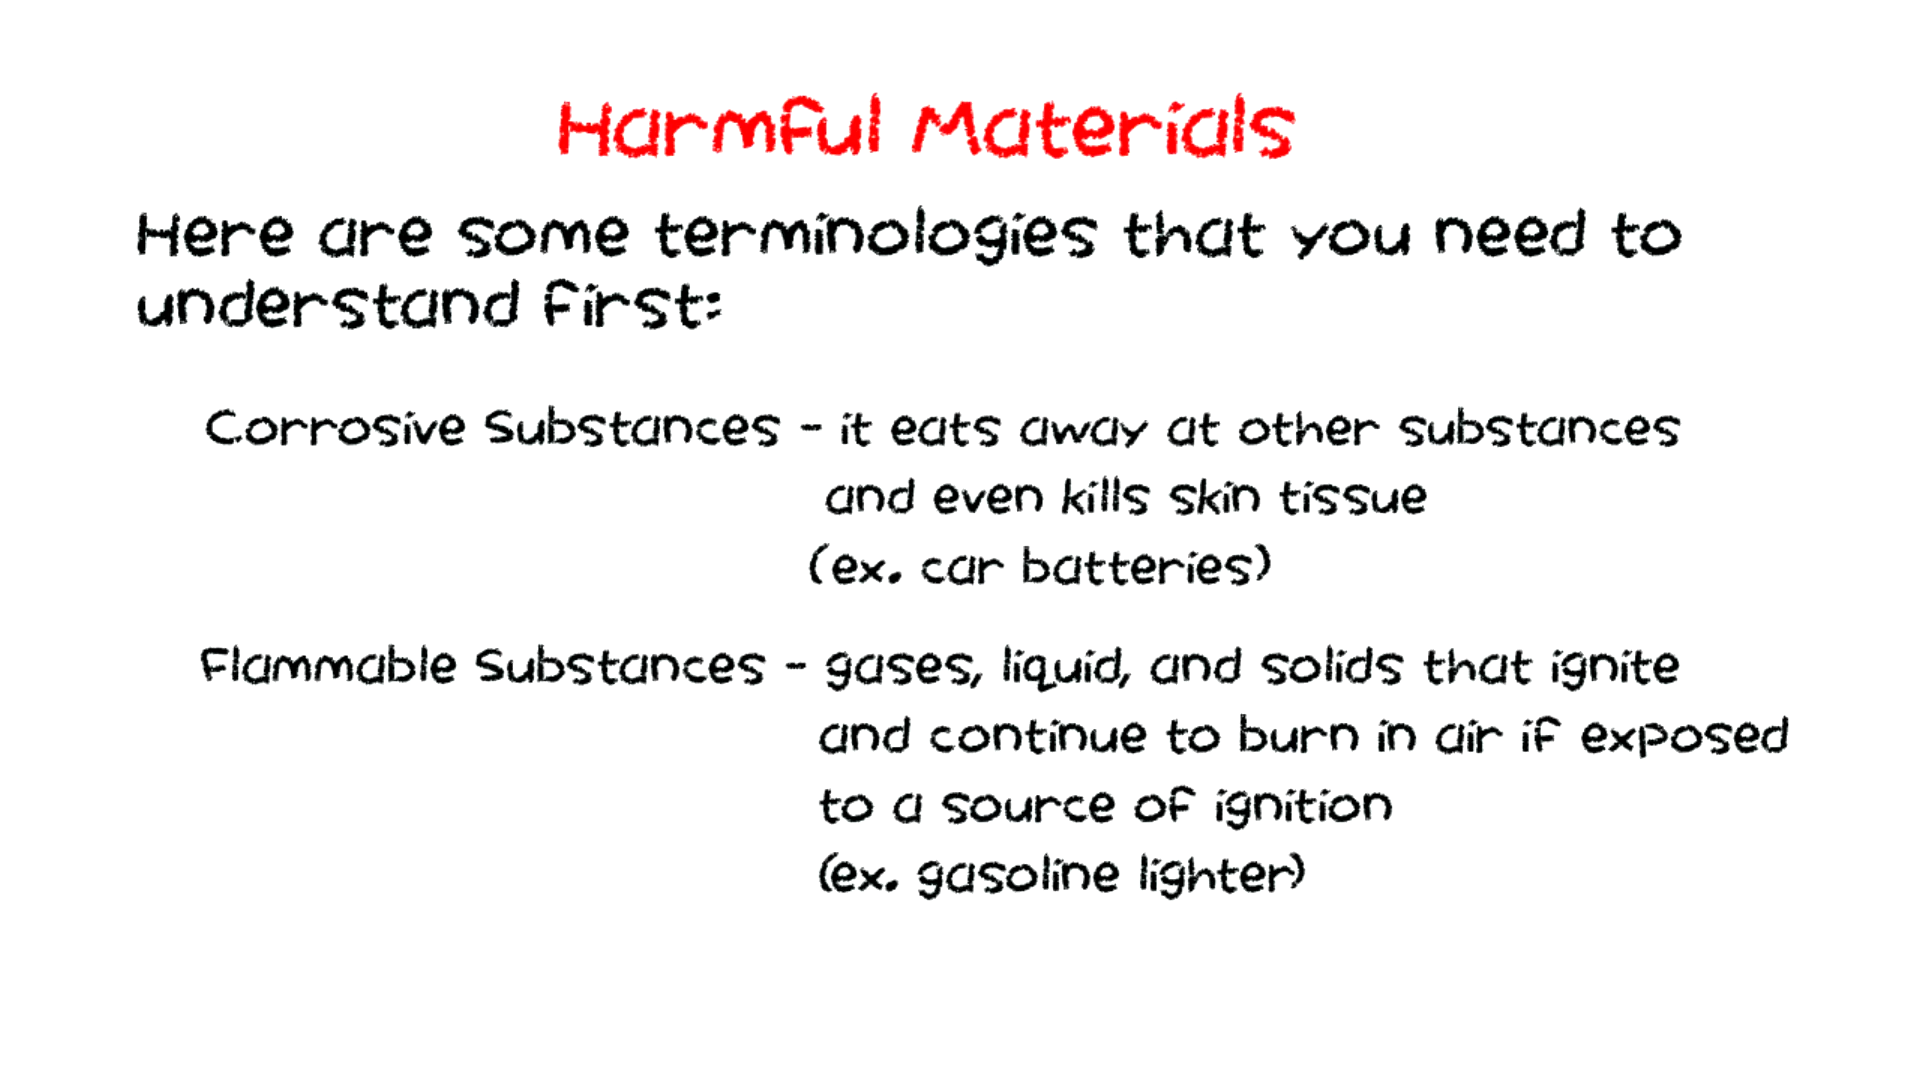 Harmful Materials
Here are some terminologies that you need to
understand first:
Corrosive Substances - it eats away at other substances
and even kills skin tissue
(ex. car batteries)
Flammable Substances - gases, liquid, and solids that ignite
and continue to burn in air if exposed
to a source of ignition
(ex. gasoline lighter)